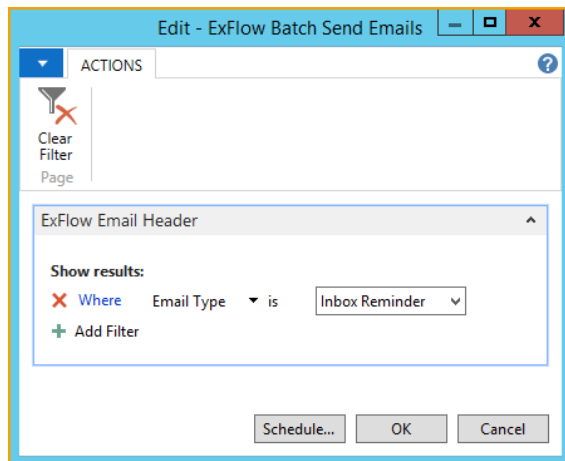 Edit - ExFlow Batch Send Emails
ACTIONS
Clear
Filter
Page
ExFlow Email Header
Show results:
Where Email Type is Inbox Reminder
Add Filter
Schedule... OK Cancel